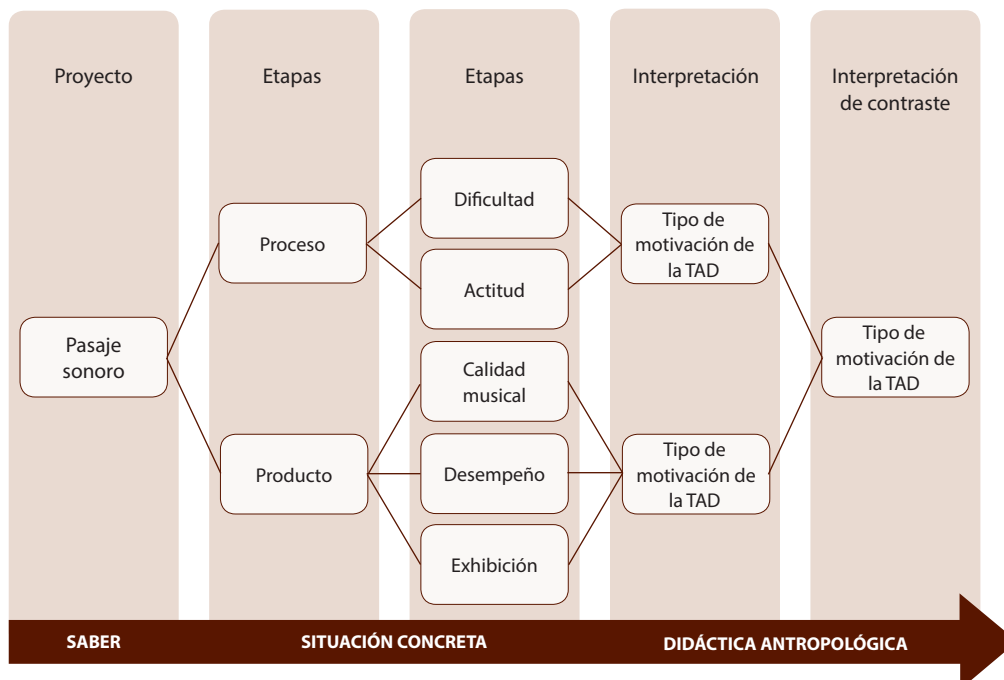 Proyecto
Etapas
Etapas
Interpretación
Interpretación
de contraste
Pasaje
sonoro
Proceso
Producto
Dificultad
Actitud
Calidad
musical
Desempeño
Exhibición
Tipo de
motivación de
la TAD
Tipo de
motivación de
la TAD
Tipo de
motivación de
la TAD
SABER
SITUACIÓN CONCRETA
DIDÁCTICA ANTROPOLÓGICA